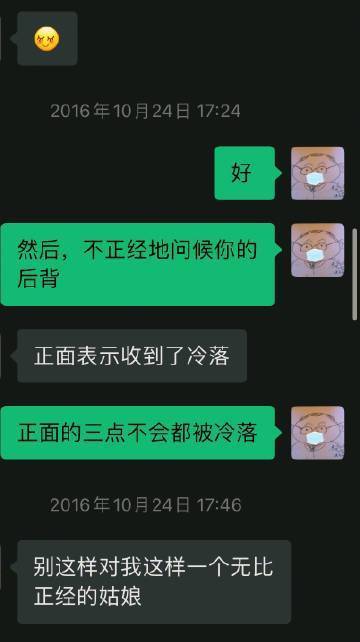 2016年10月24日 17:24
好
然后，不正经地问候你的
后背
正面表示收到了冷落
正面的三点不会都被冷落
2016年10月24日 17:46
别这样对我这样一个无比
正经的姑娘